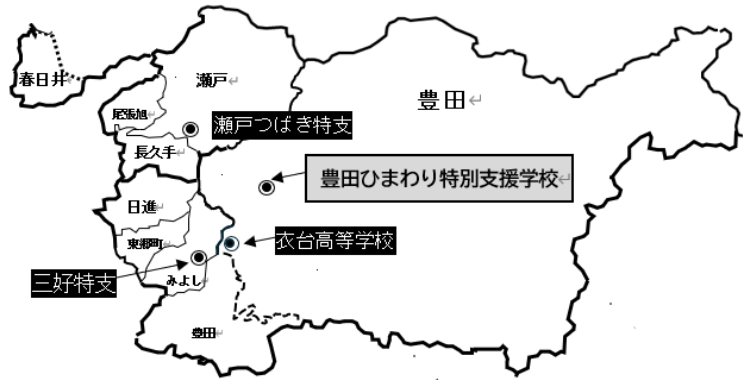 春日井
瀬戸
豊田
尾張旭
瀬戸つばき特支
長久手
豊田ひまわり特別支援学校
日進
東郷町
衣台高等学校
三好特支
みよし
豊田